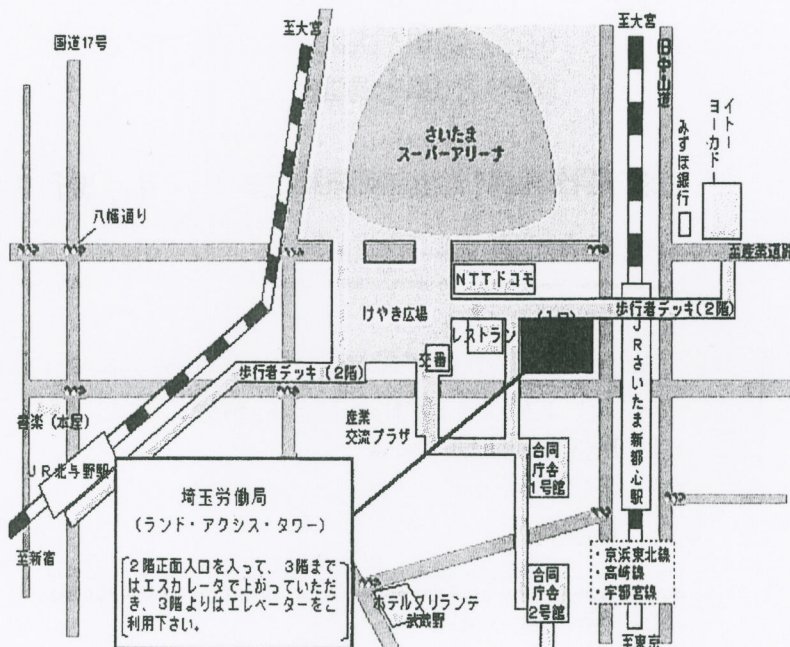 至大宮
至大宮
国道17号
旧中山道
イトーヨーカドー
みずほ銀行
さいたま
スーパーアリーナ
八幡通り
至産業道路
NTTドコモ
けやき広場
歩行者デッキ(2階)
レストラン
交番
歩行者デッキ(2階)
JRさいたま新都心駅
書楽(本屋)
産業
交流プラザ
JR北与野駅
合同
庁舎
1号館
埼玉労働局
(ランド・アクシス・タワー)
2階正面入口を入って、3階まで
はエスカレータで上がっていただ
き、3階よりはエレベーターをご
利用下さい。
至新宿
・京浜東北線
・高崎線
・宇都宮線
ホテルブリランテ
武蔵野
合同
庁舎
2号館
至東京